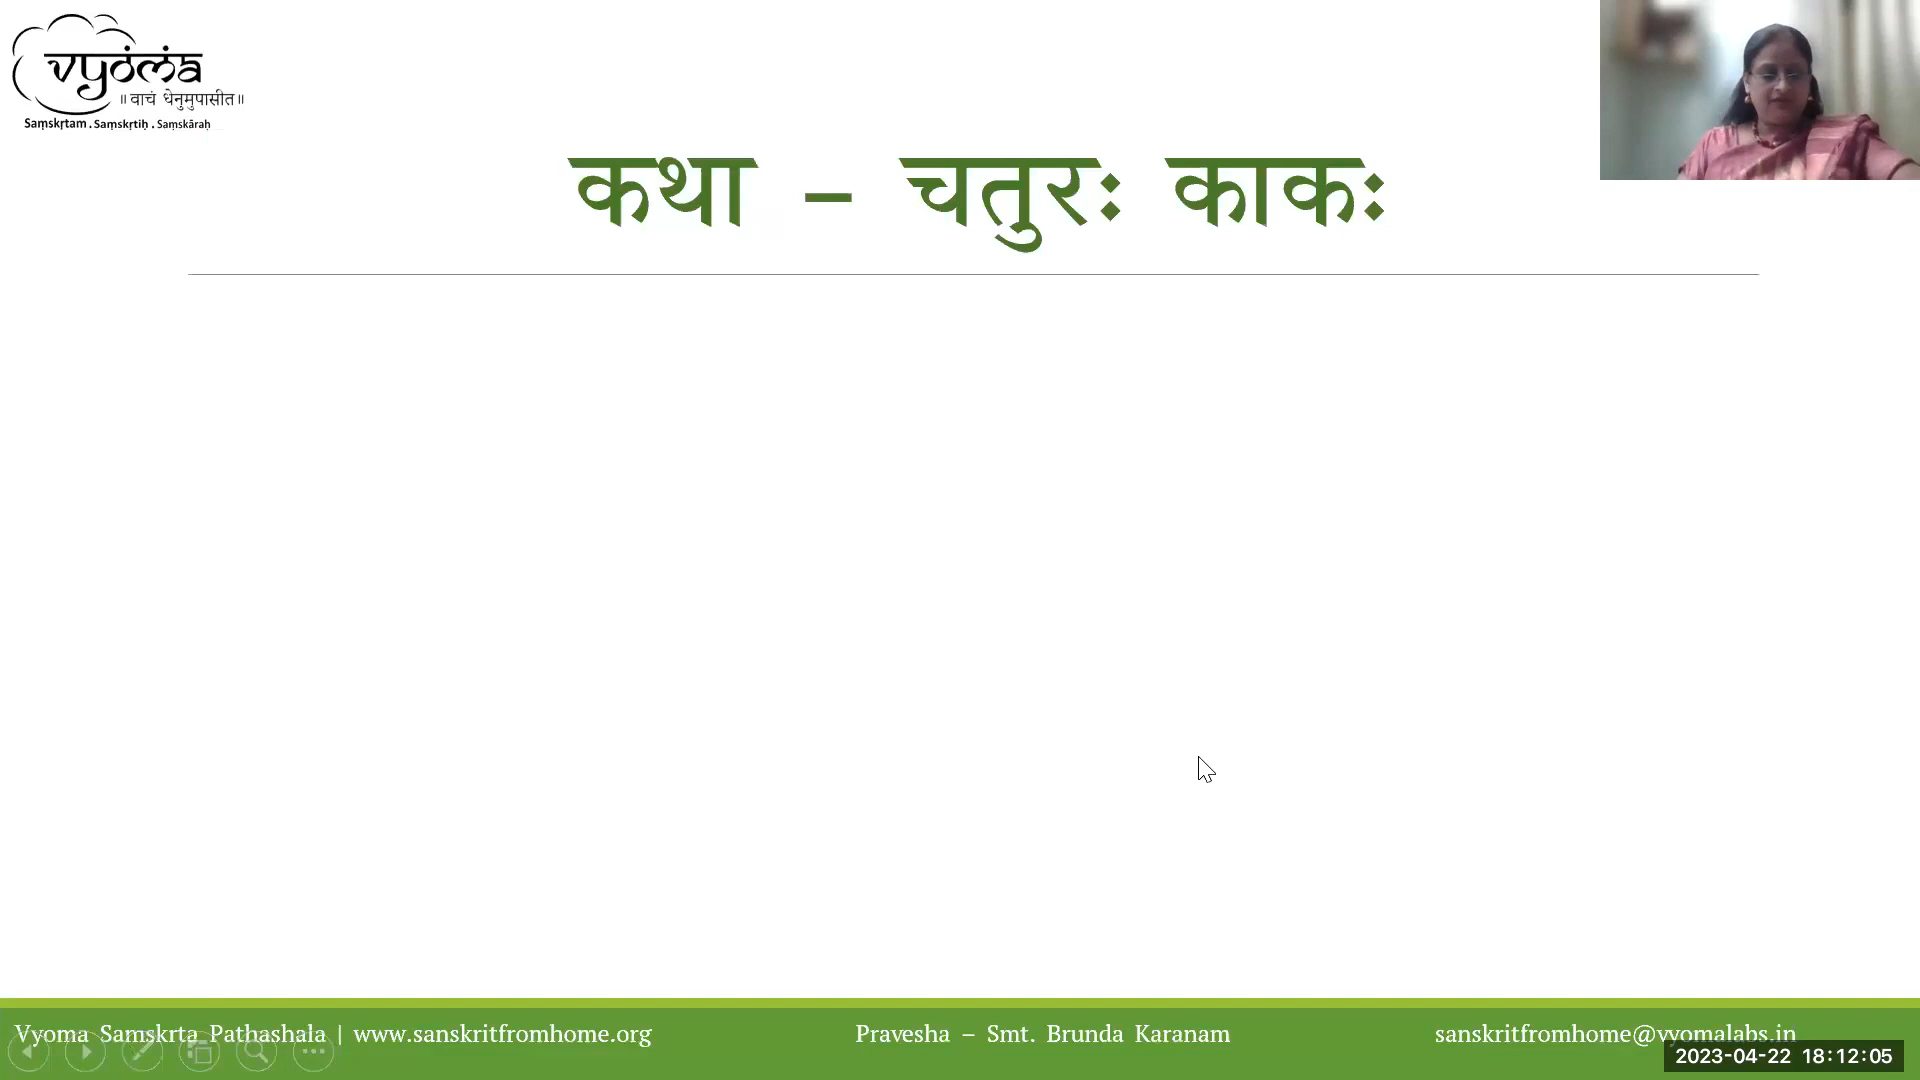 vyoma
॥वाचं धेनुमुपासीत॥
Saṃskṛtam . Saṃskṛtiḥ . Saṃskāraḥ
कथा – चतुरः काकः
Vyoma Samskrta Pathashala | www.sanskritfromhome.org
Pravesha – Smt. Brunda Karanam
sanskritfromhome@vyomalabs.in
2023-04-22 18:12:05